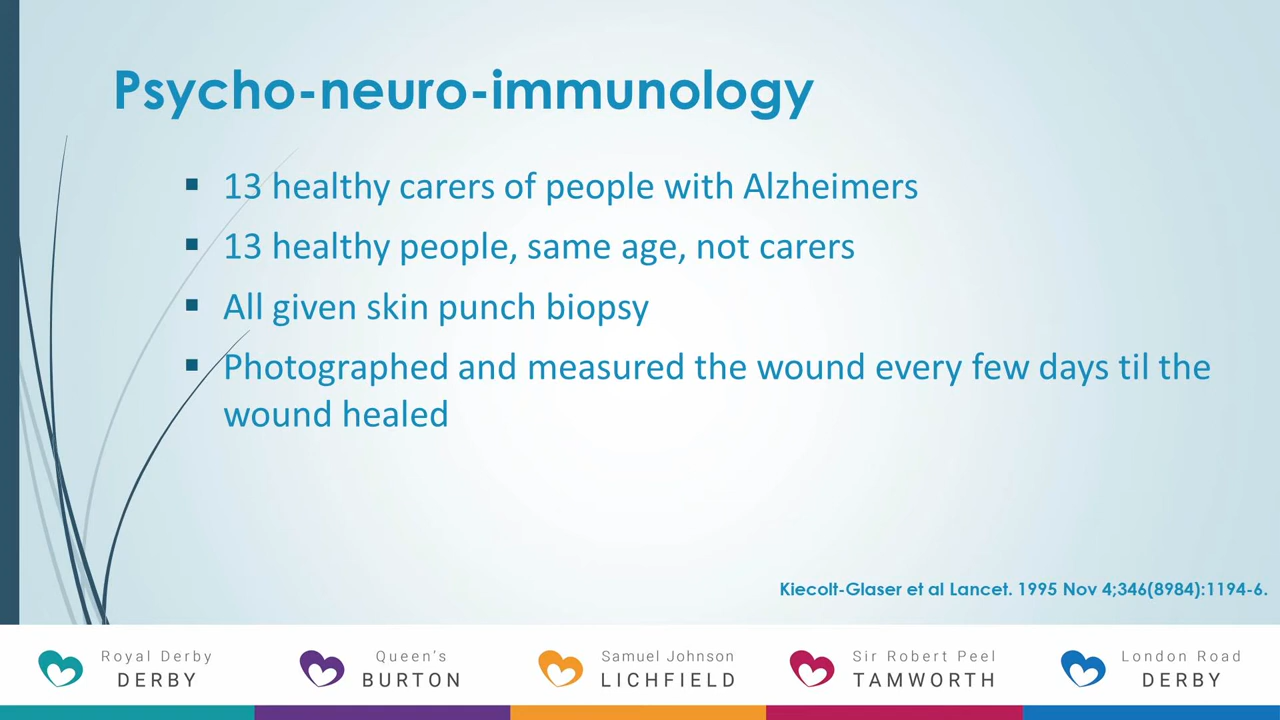 Psycho-neuro-immunology
▪ 13 healthy carers of people with Alzheimers
▪ 13 healthy people, same age, not carers
▪ All given skin punch biopsy
▪ Photographed and measured the wound every few days til the
wound healed
Kiecolt-Glaser et al Lancet. 1995 Nov 4;346(8984):1194-6.
Royal Derby
DERBY
Queen's
BURTON
Samuel Johnson
LICHFIELD
Sir Robert Peel
TAMWORTH
London Road
DERBY